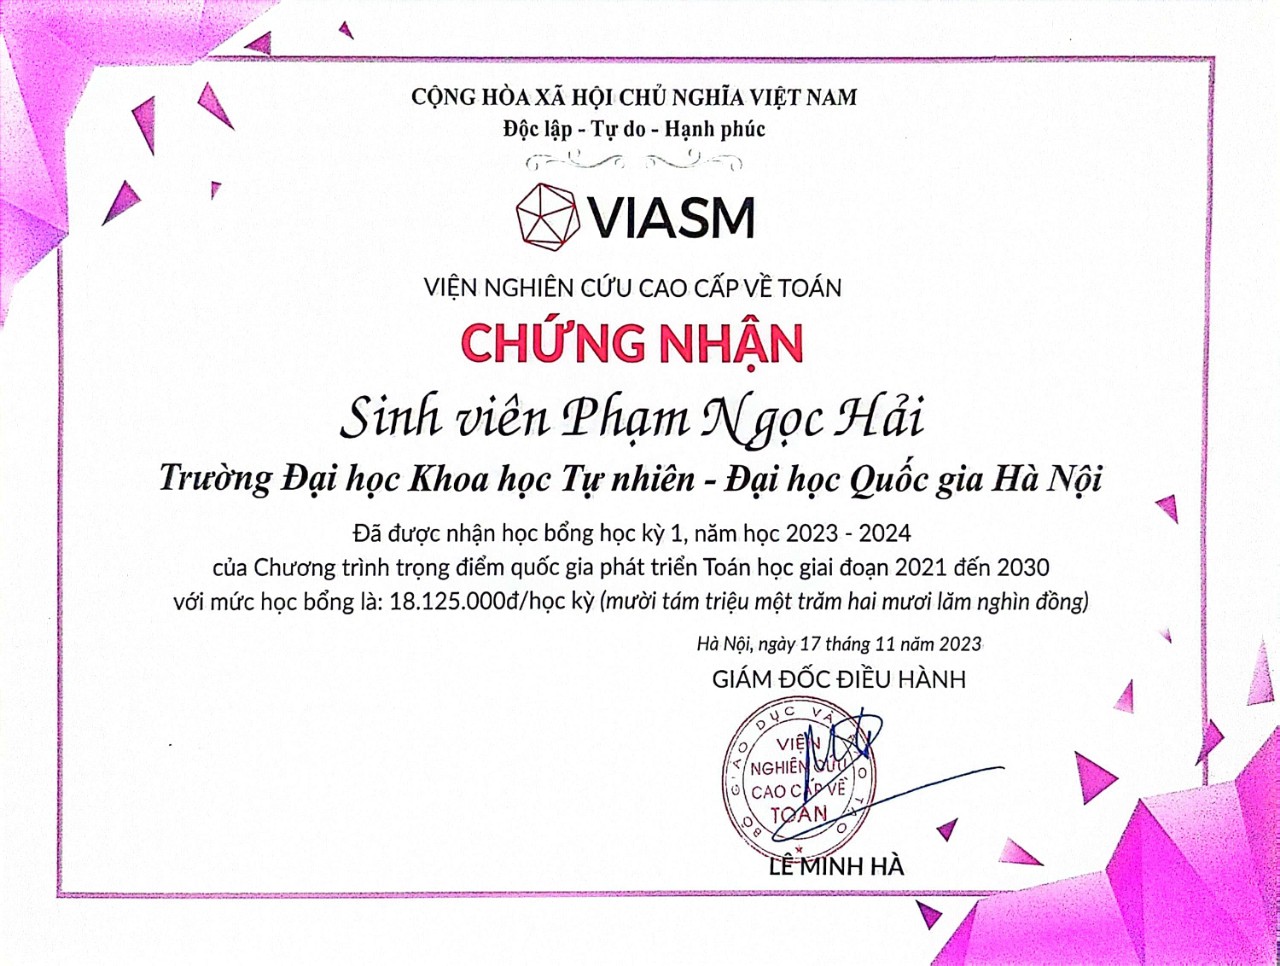 CỘNG HÒA XÃ HỘI CHỦ NGHĨA VIỆT NAM
Độc lập - Tự do - Hạnh phúc
VIASM
VIỆN NGHIÊN CỨU CAO CẤP VỀ TOÁN
CHỨNG NHẬN
Sinh viên Phạm Ngọc Hải
Trường Đại học Khoa học Tự nhiên - Đại học Quốc gia Hà Nội
Đã được nhận học bổng học kỳ 1, năm học 2023 - 2024
của Chương trình trọng điểm quốc gia phát triển Toán học giai đoạn 2021 đến 2030
với mức học bổng là: 18.125.000đ/học kỳ (mười tám triệu một trăm hai mươi lăm nghìn đồng)
Hà Nội, ngày 17 tháng 11 năm 2023
GIÁM ĐỐC ĐIỀU HÀNH
BỘ GIÁO DỤC VÀ ĐÀO TẠO
VIỆN
NGHIÊN CỨU
CAO CẤP VỀ
TOÁN
LÊ MINH HÀ